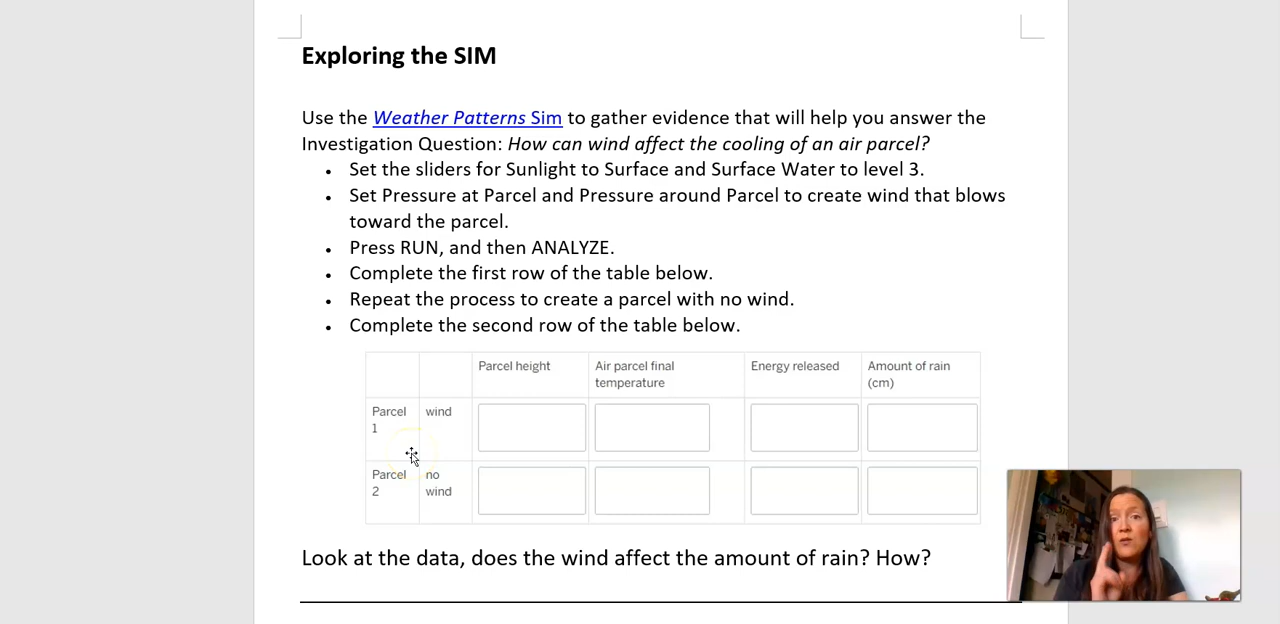 Exploring the SIM
Use the Weather Patterns Sim to gather evidence that will help you answer the
Investigation Question: How can wind affect the cooling of an air parcel?
• Set the sliders for Sunlight to Surface and Surface Water to level 3.
• Set Pressure at Parcel and Pressure around Parcel to create wind that blows
toward the parcel.
• Press RUN, and then ANALYZE.
• Complete the first row of the table below.
• Repeat the process to create a parcel with no wind.
• Complete the second row of the table below.
Parcel height Air parcel final Energy released Amount of rain
temperature (cm)
Parcel wind
1
Parcel no
2 wind
Look at the data, does the wind affect the amount of rain? How?